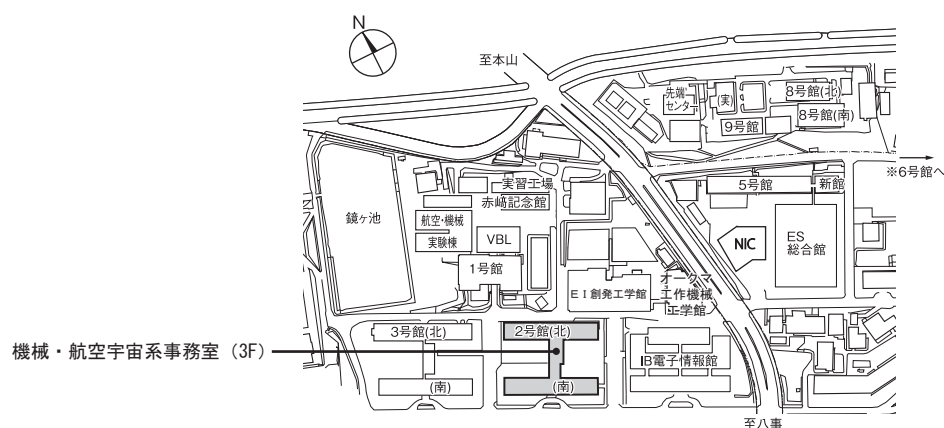 N
至本山
先端
センタ
(実)
8号館(北)
8号館(南)
9号館
※6号館へ
5号館
新館
実習工場
赤﨑記念館
鏡ヶ池
航空・機械
実験棟
VBL
NIC
ES
総合館
1号館
EI創発工学館
オークマ
工作機械
工学館
3号館(北)
2号館(北)
機械・航空宇宙系事務室(3F)
IB電子情報館
(南)
(南)
至八事